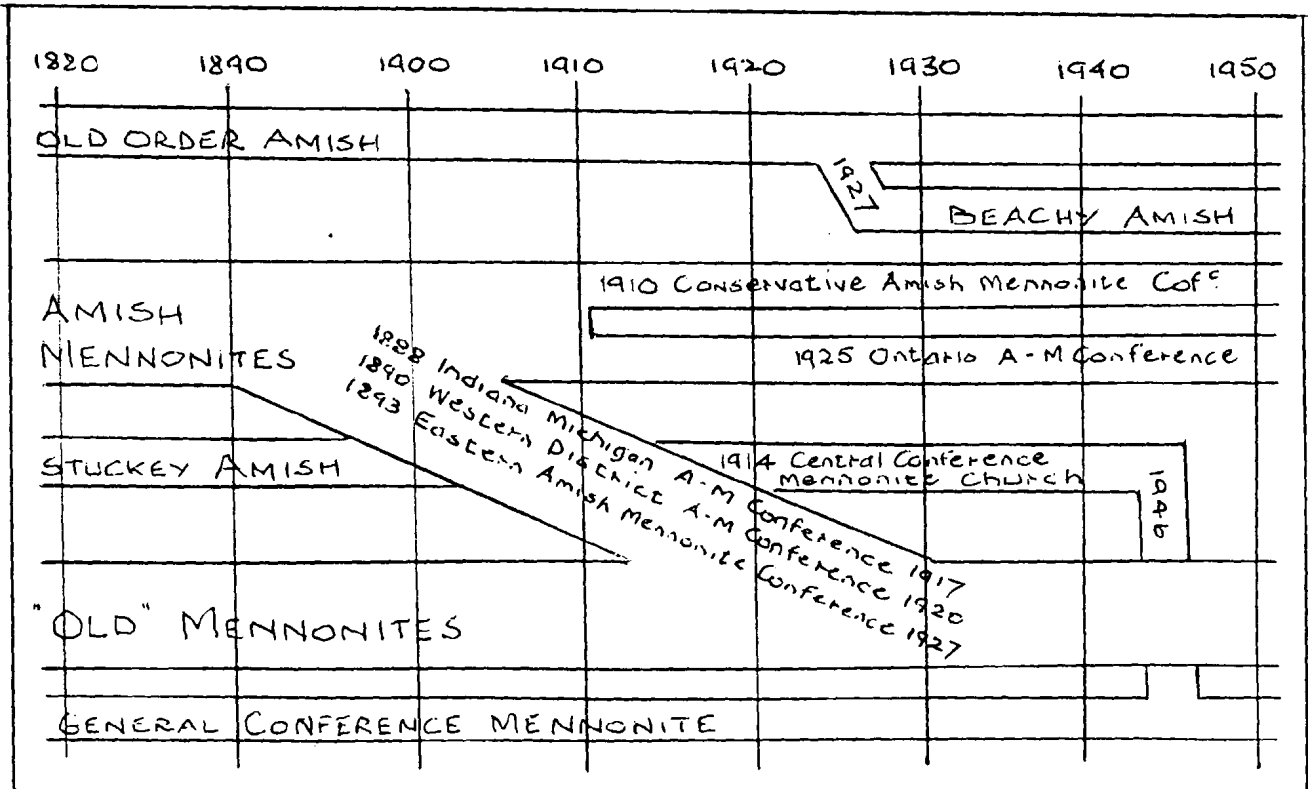 1820 1890 1900 1910 1920 1930 1940 1950
OLD ORDER AMISH
1927
BEACHY AMISH
1910 Conservative Amish Mennonite Cofc.
AMISH
MENNONITES
1925 Ontario A-M Conference
1888 Indiana Michigan A-M Conference 1917
1890 Western District A-M Conference 1920
1893 Eastern Amish Mennonite Conference 1927
STUCKEY AMISH
1914 Central Conference
Mennonite Church
1946
"OLD" MENNONITES
GENERAL CONFERENCE MENNONITE